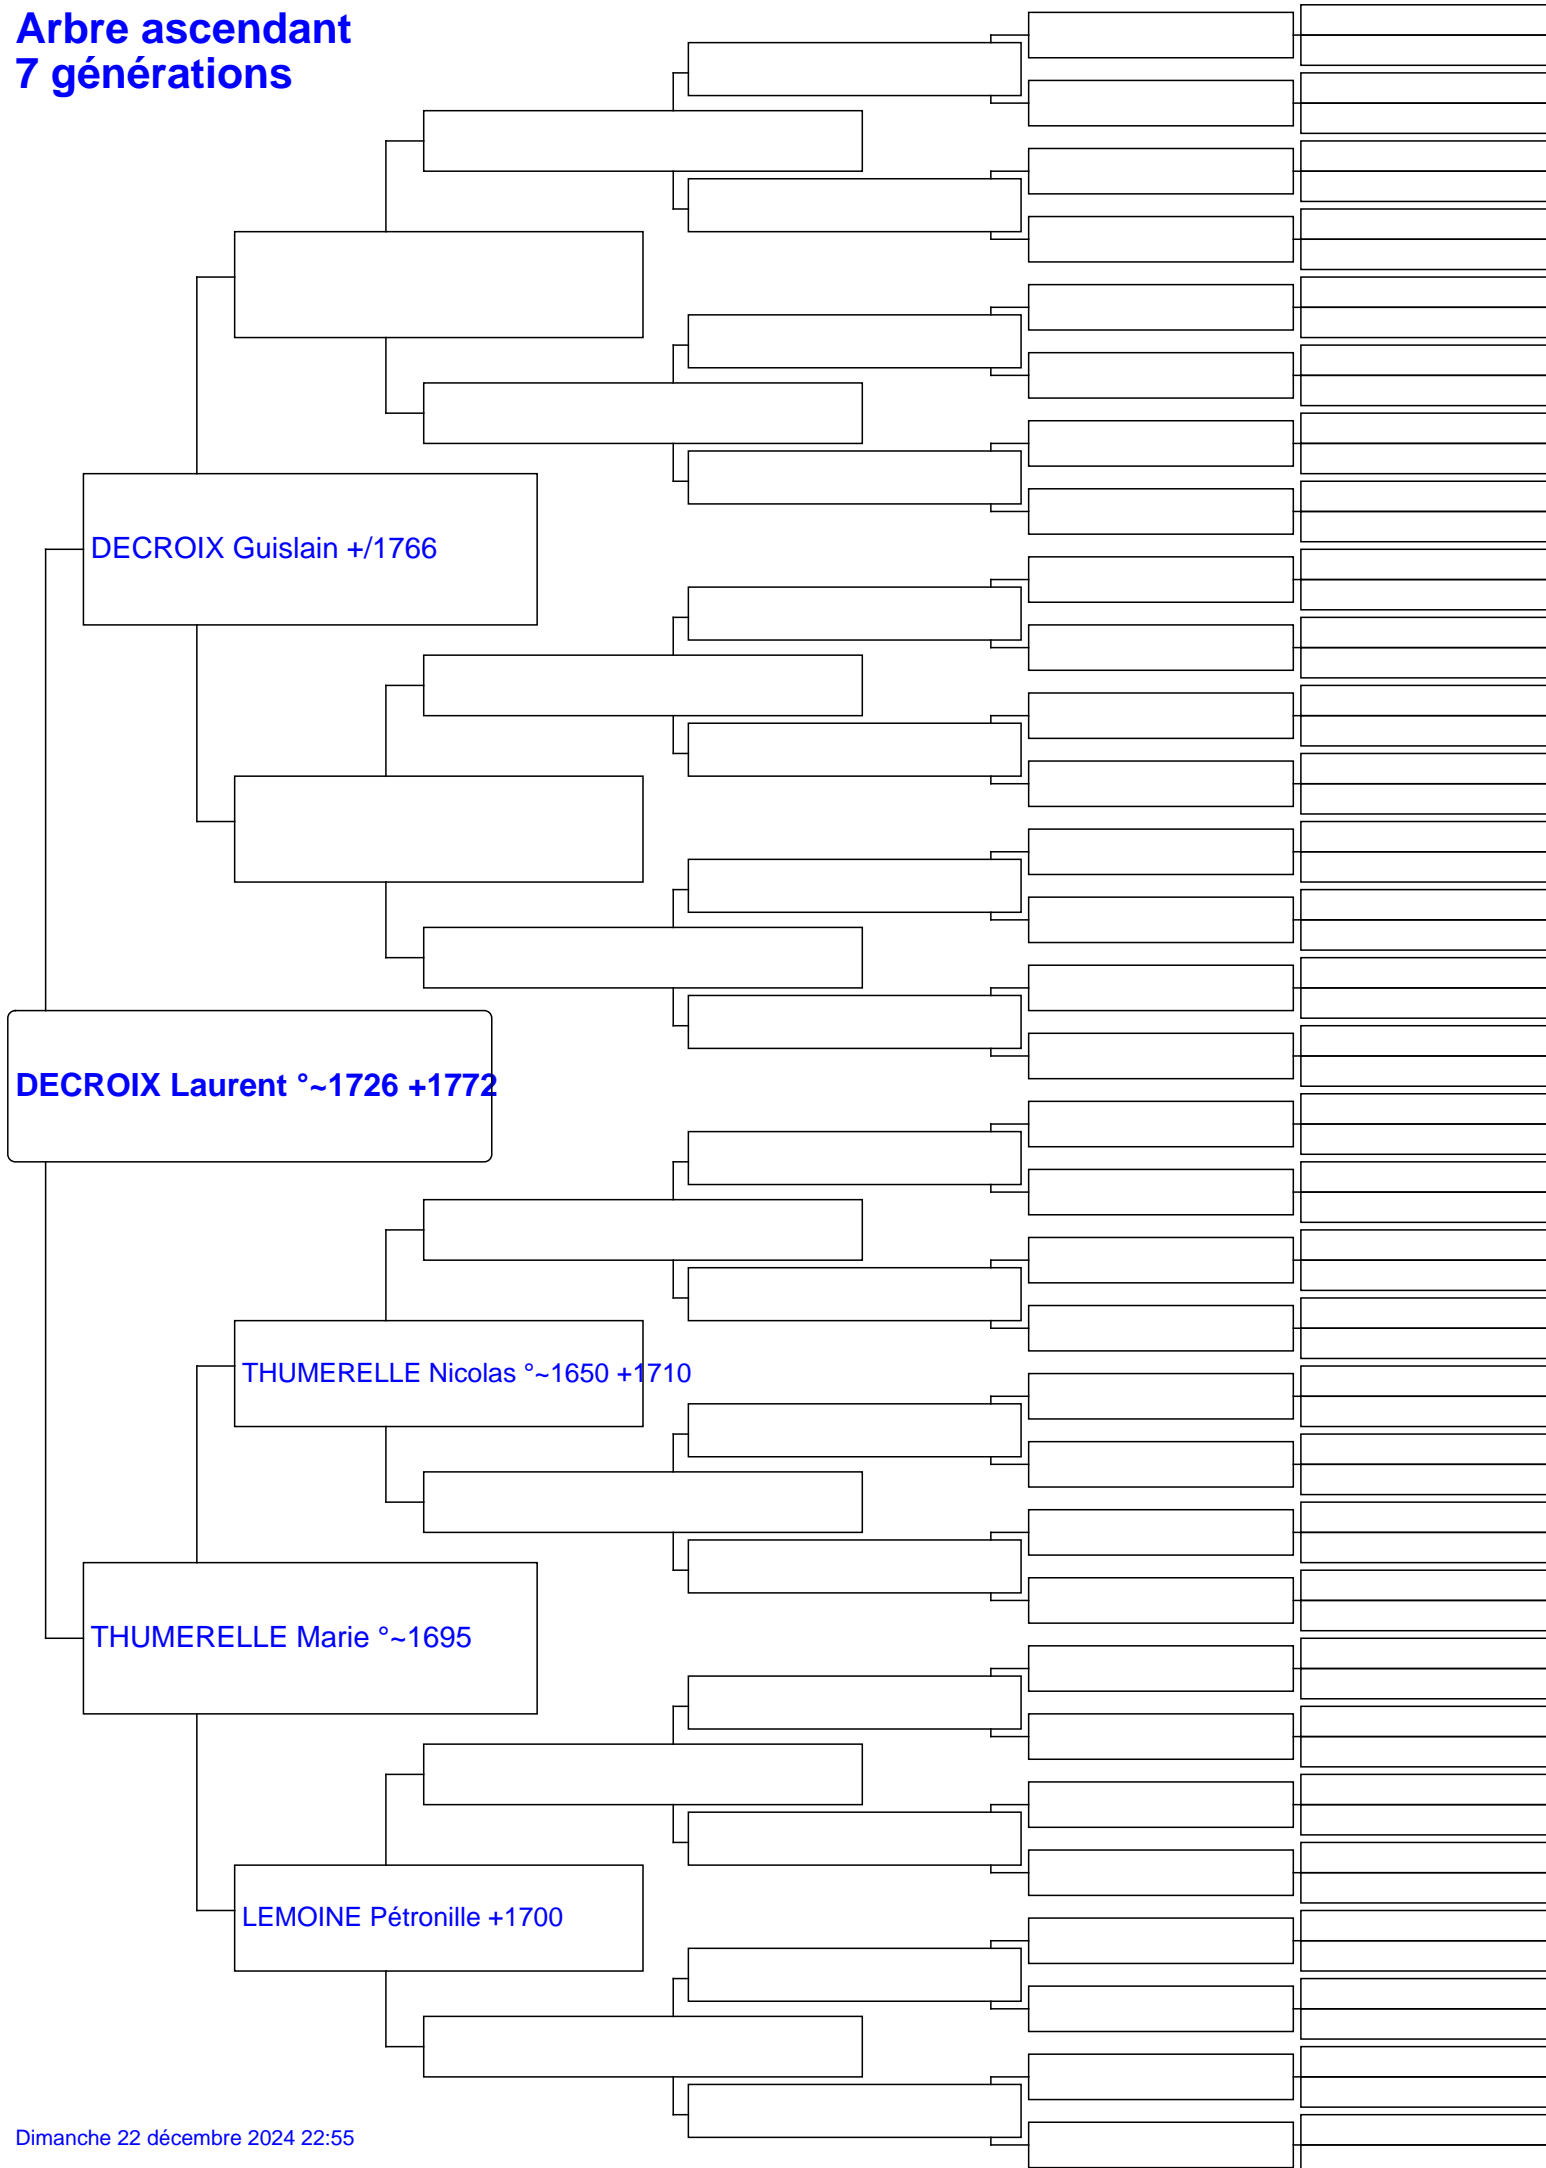 Arbre ascendant
7 générations
DECROIX Guislain +/1766
DECROIX Laurent °~1726 +1772
THUMERELLE Nicolas °~1650 +1710
THUMERELLE Marie °~1695
LEMOINE Pétronille +1700
Dimanche 22 décembre 2024 22:55